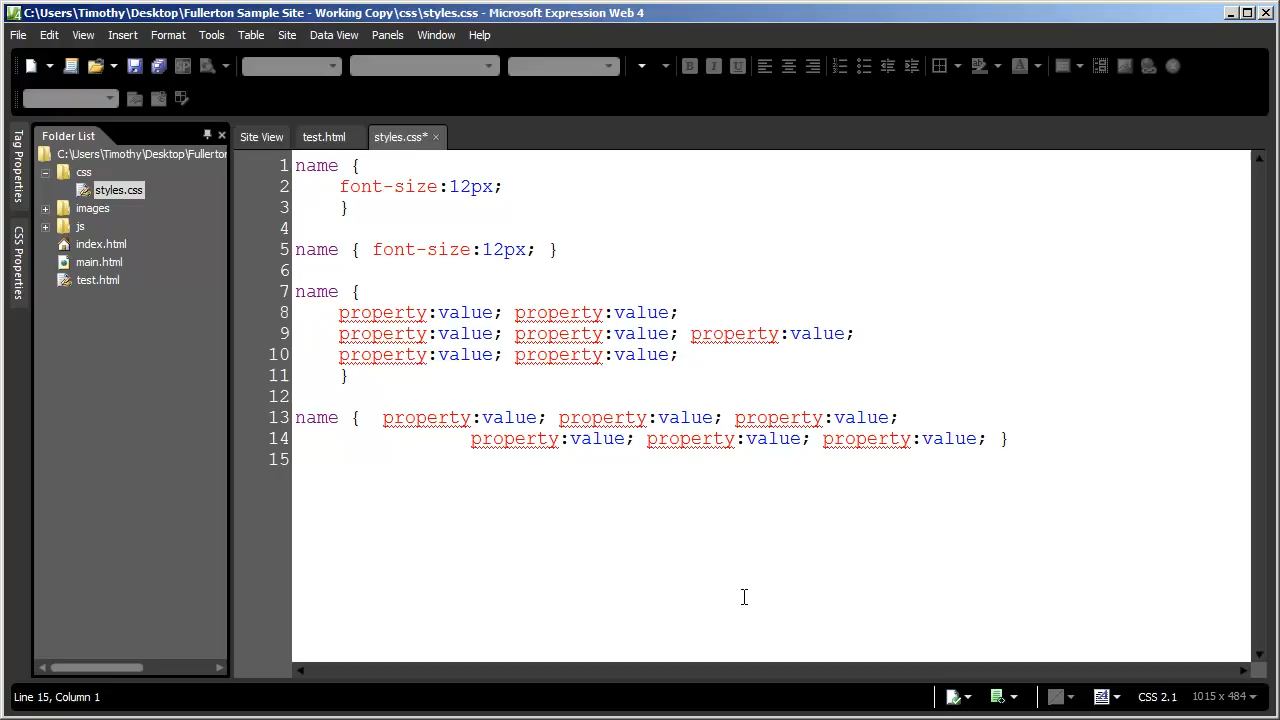 C:\Users\Timothy\Desktop\Fullerton Sample Site - Working Copy\css\styles.css - Microsoft Expression Web 4
File Edit View Insert Format Tools Table Site Data View Panels Window Help
Tag Properties
CSS Properties
Folder List
C:\Users\Timothy\Desktop\Fullerton
css
styles.css
images
js
index.html
main.html
test.html
Site View test.html styles.css*
1 name {
2 font-size:12px;
3 }
4
5 name { font-size:12px; }
6
7 name {
8 property:value; property:value;
9 property:value; property:value; property:value;
10 property:value; property:value;
11 }
12
13 name { property:value; property:value; property:value;
14 property:value; property:value; property:value; }
15
Line 15, Column 1
CSS 2.1 1015 x 484